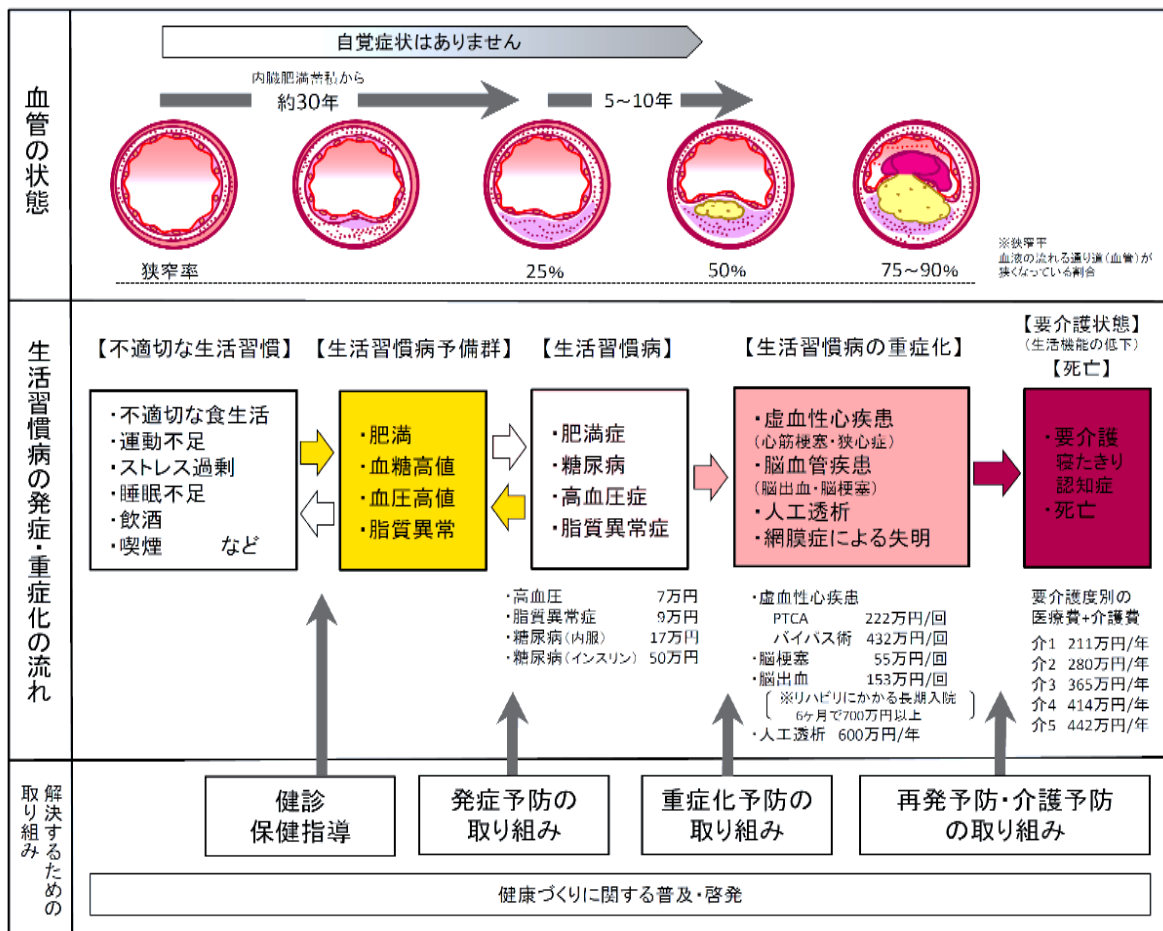 血管の状態
自覚症状はありません
内臓肥満蓄積から
約30年
5~10年
狭窄率
25%
50%
75~90%
※狭窄率
血液の流れる通り道(血管)が
狭くなっている割合
生活習慣病の発症・重症化の流れ
【不適切な生活習慣】
・不適切な食生活
・運動不足
・ストレス過剰
・睡眠不足
・飲酒
・喫煙 など
【生活習慣病予備群】
・肥満
・血糖高値
・血圧高値
・脂質異常
【生活習慣病】
・肥満症
・糖尿病
・高血圧症
・脂質異常症
・高血圧 7万円
・脂質異常症 9万円
・糖尿病(内服) 17万円
・糖尿病(インスリン) 50万円
【生活習慣病の重症化】
・虚血性心疾患
(心筋梗塞・狭心症)
・脳血管疾患
(脳出血・脳梗塞)
・人工透析
・網膜症による失明
・虚血性心疾患
PTCA 222万円/回
バイパス術 432万円/回
・脳梗塞 55万円/回
・脳出血 153万円/回
※リハビリにかかる長期入院
6ヶ月で700万円以上
・人工透析 600万円/年
【要介護状態】
(生活機能の低下)
【死亡】
・要介護
寝たきり
認知症
・死亡
要介護度別の
医療費+介護費
介1 211万円/年
介2 280万円/年
介3 365万円/年
介4 414万円/年
介5 442万円/年
解決するための
取り組み
健診
保健指導
発症予防の
取り組み
重症化予防の
取り組み
再発予防・介護予防
の取り組み
健康づくりに関する普及・啓発